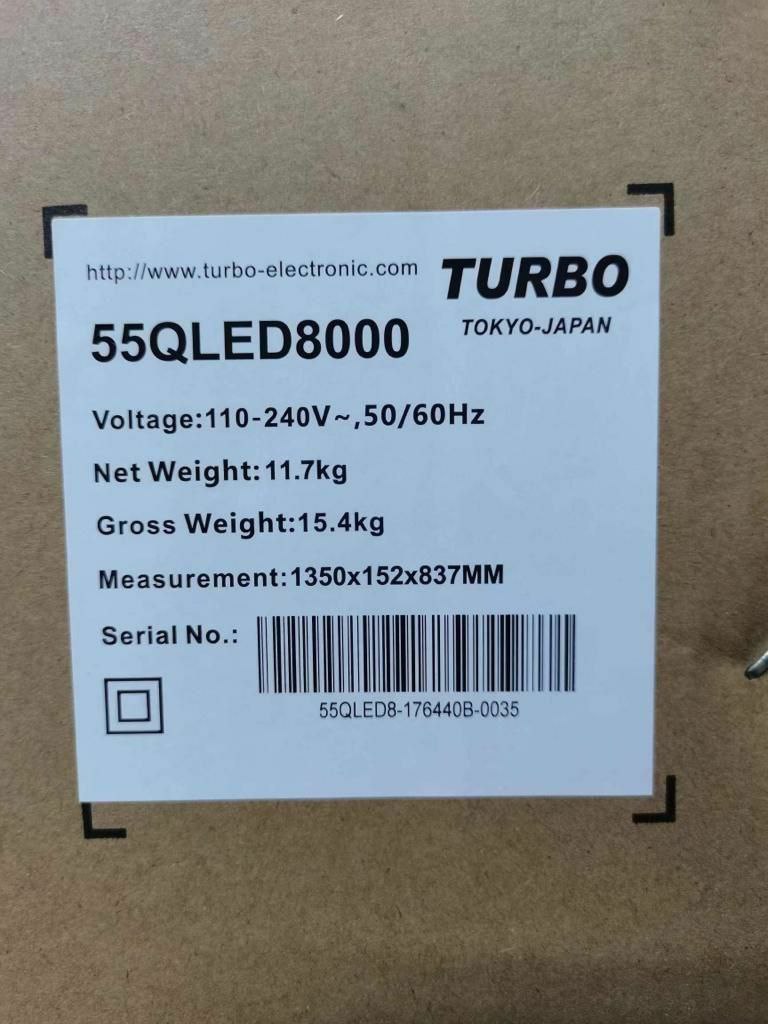 http://www.turbo-electronic.com
TURBO
TOKYO-JAPAN
55QLED8000
Voltage:110-240V~,50/60Hz
Net Weight:11.7kg
Gross Weight:15.4kg
Measurement:1350x152x837MM
Serial No.:
55QLED8-176440B-0035